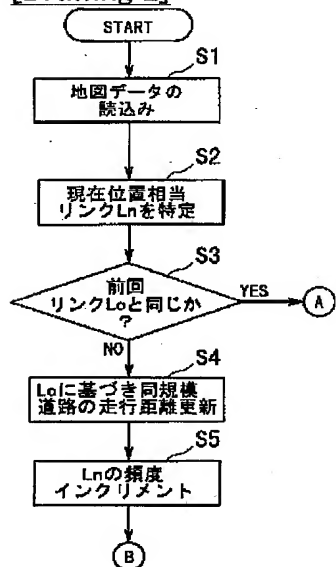 [Drawing 2]
START
S1
地図データの
読込み
S2
現在位置相当
リンクLnを特定
S3
前回
リンクLoと同じか
?
YES
A
NO
S4
Loに基づき同規模
道路の走行距離更新
S5
Lnの頻度
インクリメント
B